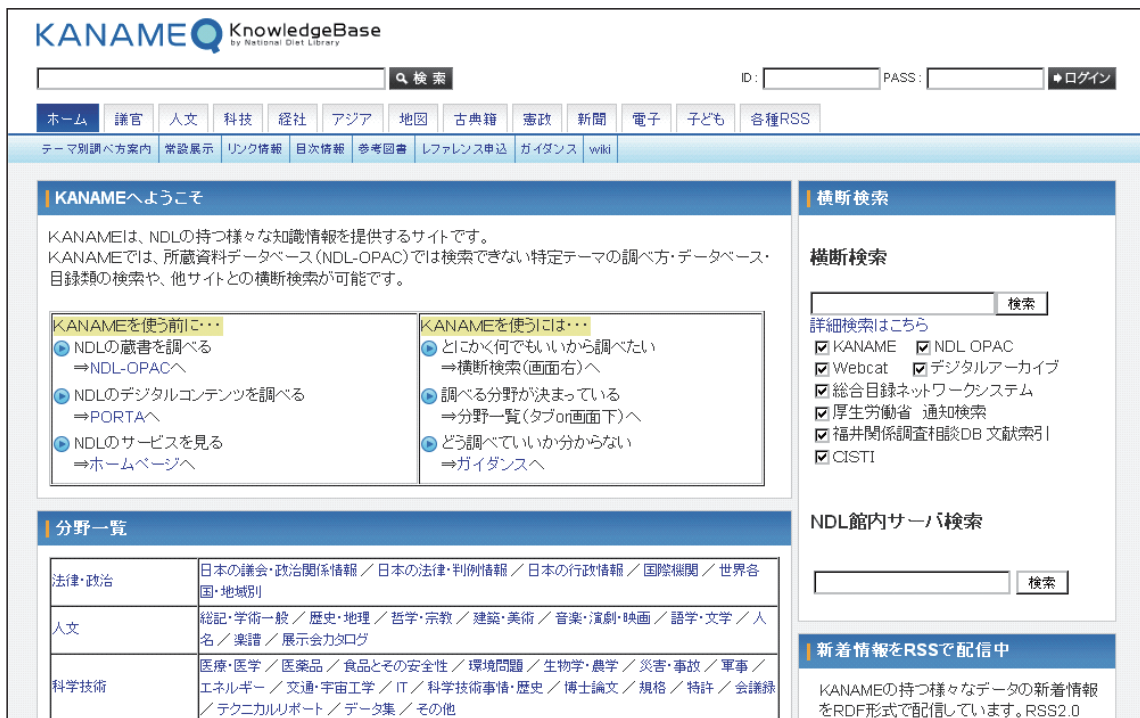 KANAME Q KnowledgeBase
by National Diet Library
検 索
ID :
PASS :
ログイン
ホーム 議官 人文 科技 経社 アジア 地図 古典籍 憲政 新聞 電子 子ども 各種RSS
テーマ別調べ方案内 常設展示 リンク情報 目次情報 参考図書 レファレンス申込 ガイダンス wiki
KANAMEへようこそ
KANAMEは、NDLの持つ様々な知識情報を提供するサイトです。
KANAMEでは、所蔵資料データベース(NDL-OPAC)では検索できない特定テーマの調べ方・データベース・
目録類の検索や、他サイトとの横断検索が可能です。
KANAMEを使う前に・・・
NDLの蔵書を調べる
⇒NDL-OPACへ
NDLのデジタルコンテンツを調べる
⇒PORTAへ
NDLのサービスを見る
⇒ホームページへ
KANAMEを使うには・・・
とにかく何でもいいから調べたい
⇒横断検索(画面右)へ
調べる分野が決まっている
⇒分野一覧(タブor画面下)へ
どう調べていいか分からない
⇒ガイダンスへ
分野一覧
法律・政治
日本の議会・政治関係情報 / 日本の法律・判例情報 / 日本の行政情報 / 国際機関 / 世界各
国・地域別
人文
総記・学術一般 / 歴史・地理 / 哲学・宗教 / 建築・美術 / 音楽・演劇・映画 / 語学・文学 / 人
名 / 楽譜 / 展示会カタログ
科学技術
医療・医学 / 医薬品 / 食品とその安全性 / 環境問題 / 生物学・農学 / 災害・事故 / 軍事 /
エネルギー / 交通・宇宙工学 / IT / 科学技術事情・歴史 / 博士論文 / 規格 / 特許 / 会議録
/ テクニカルリポート / データ集 / その他
横断検索
横断検索
検索
詳細検索はこちら
KANAME NDL OPAC
Webcat デジタルアーカイブ
総合目録ネットワークシステム
厚生労働省 通知検索
福井関係調査相談DB 文献索引
CISTI
NDL館内サーバ検索
検索
新着情報をRSSで配信中
KANAMEの持つ様々なデータの新着情報
をRDF形式で配信しています。RSS2.0